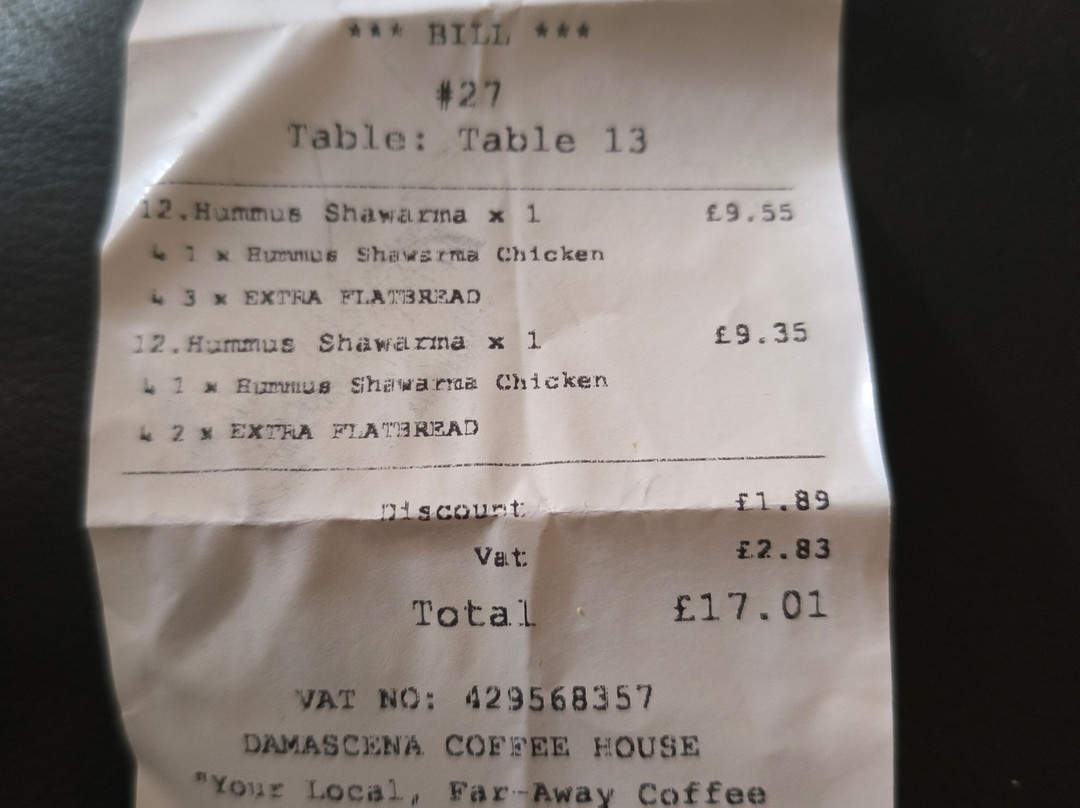 *** BILL ***
#27
Table: Table 13
12.Hummus Shawarma x 1 £9.55
↳ 1 x Hummus Shawarma Chicken
↳ 3 x EXTRA FLATBREAD
12.Hummus Shawarma x 1 £9.35
↳ 1 x Hummus Shawarma Chicken
↳ 2 x EXTRA FLATBREAD
Discount £1.89
Vat £2.83
Total £17.01
VAT NO: 429568357
DAMASCENA COFFEE HOUSE
"Your Local, Far-Away Coffee